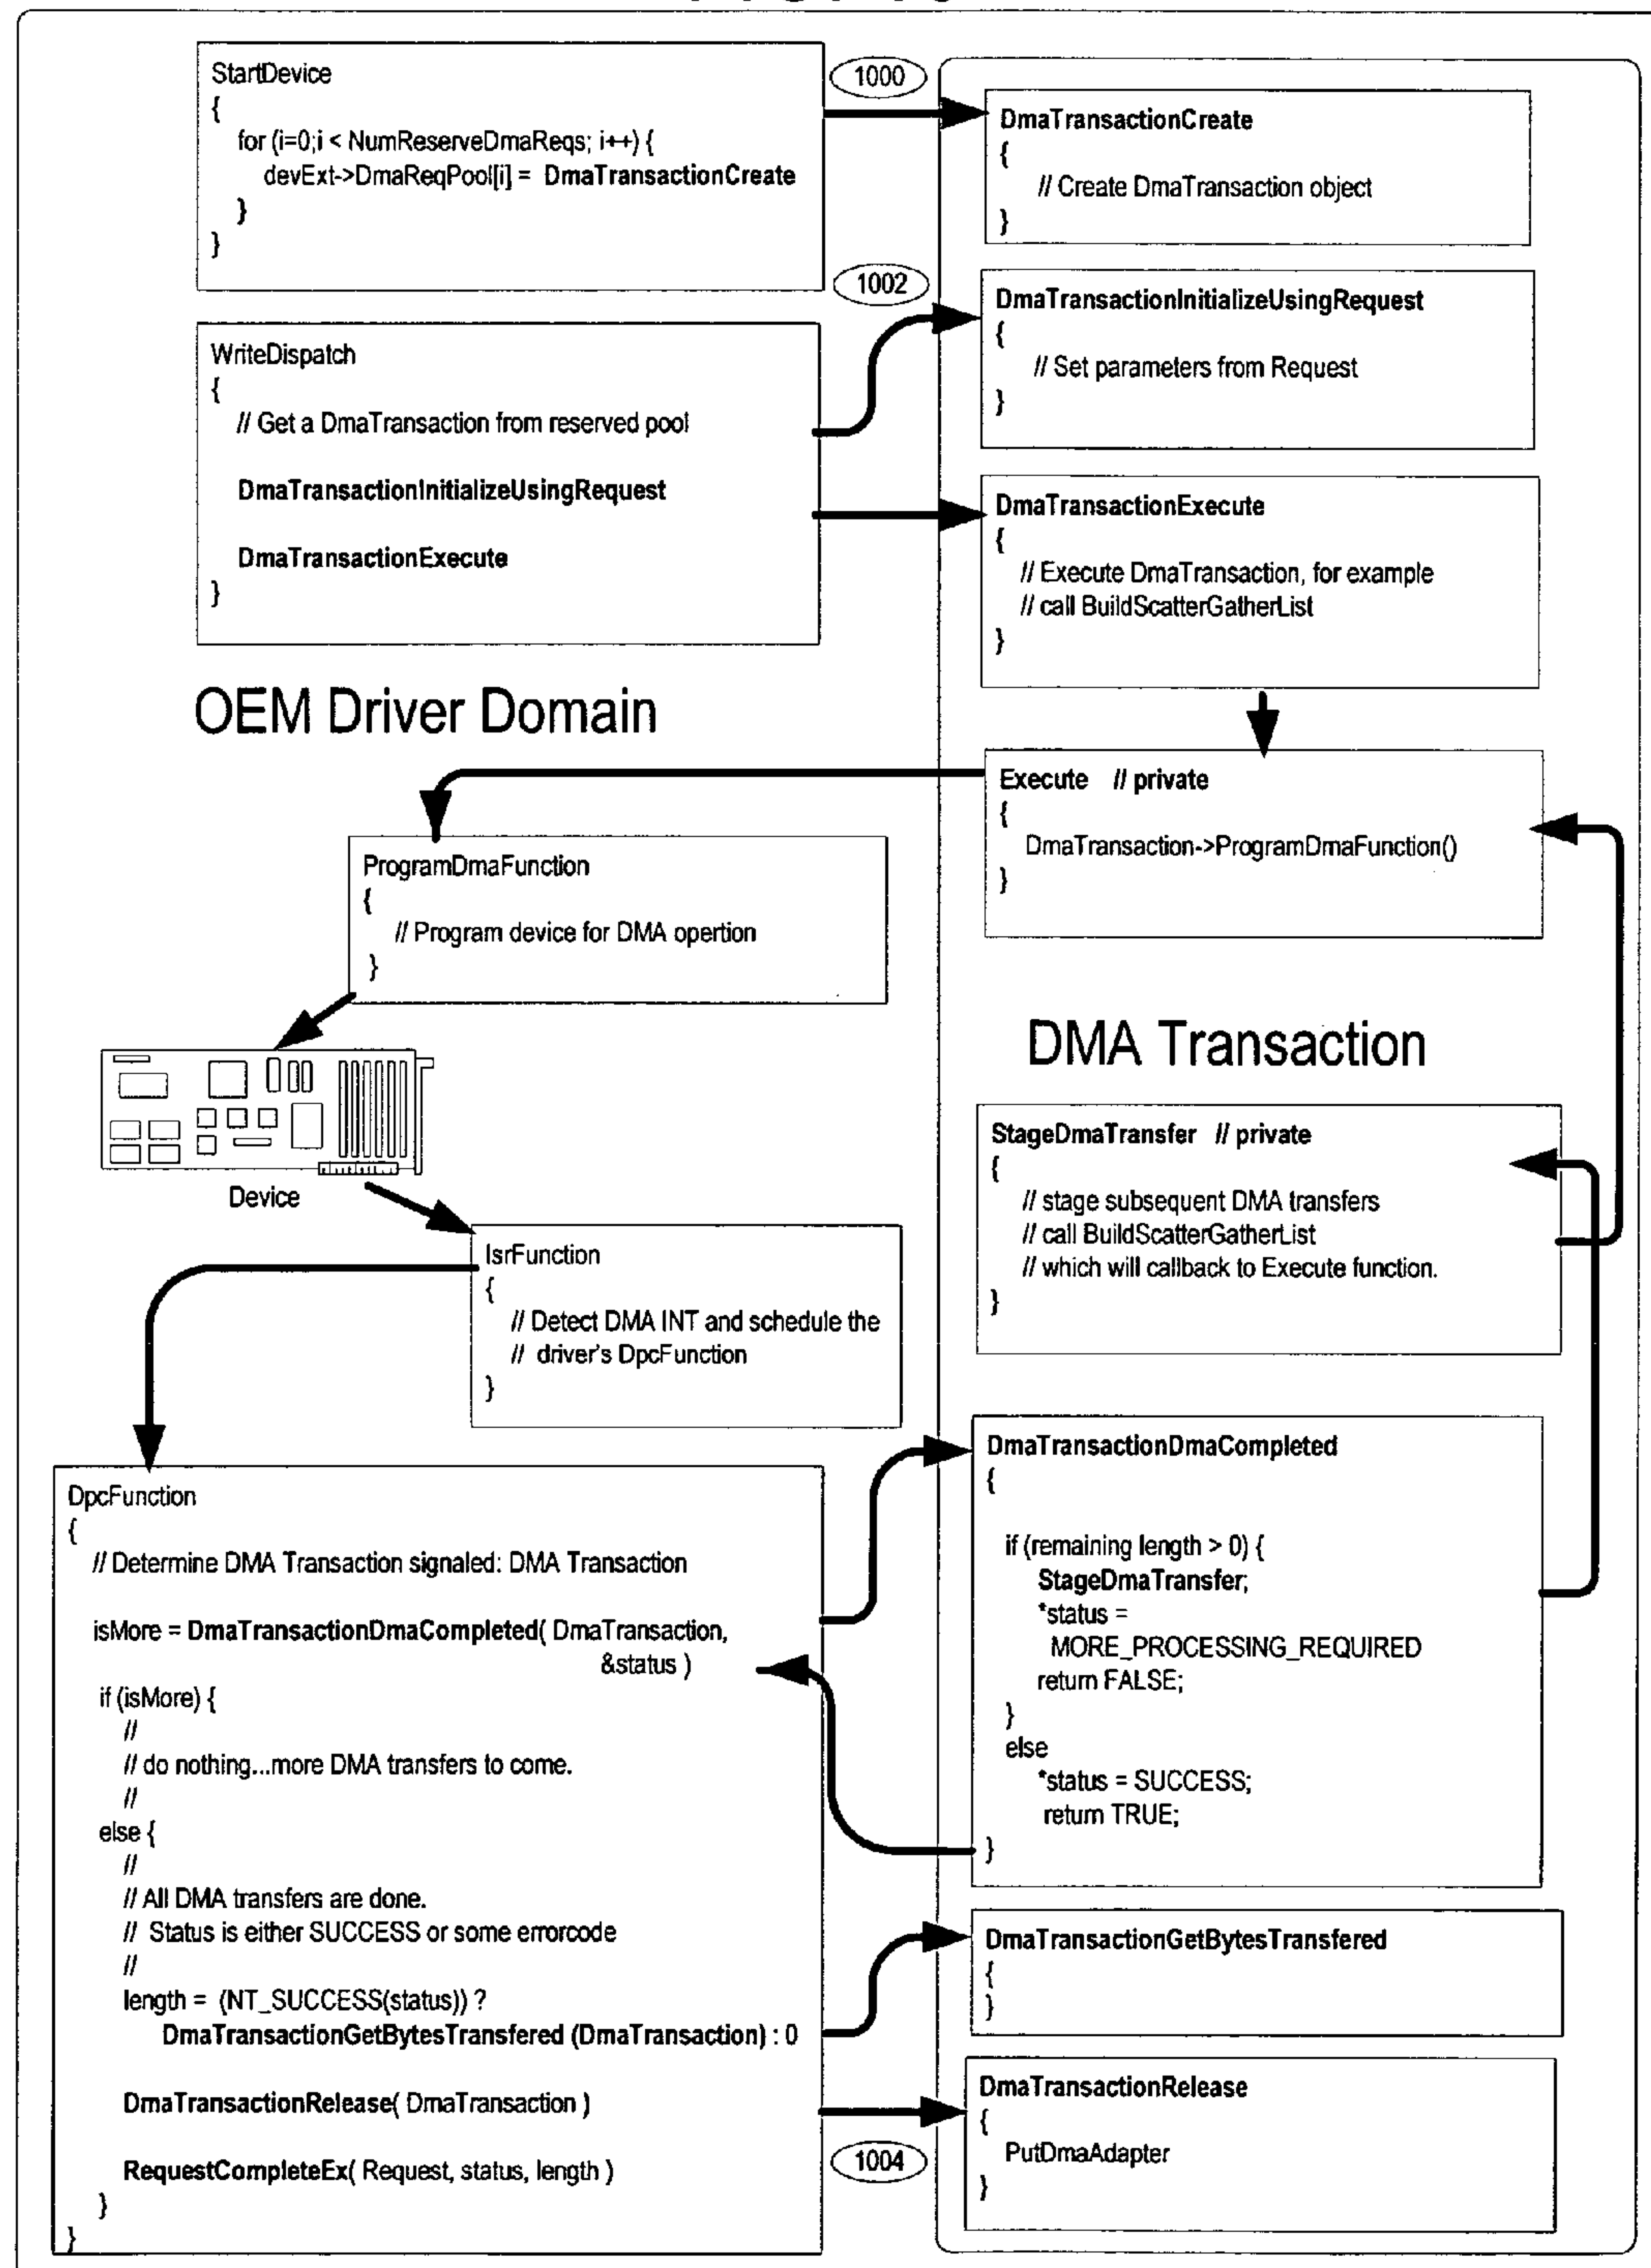 StartDevice
{
for (i=0;i < NumReserveDmaReqs; i++) {
devExt->DmaReqPool[i] = DmaTransactionCreate
}
}
1000
DmaTransactionCreate
{
// Create DmaTransaction object
}
1002
DmaTransactionInitializeUsingRequest
{
// Set parameters from Request
}
WriteDispatch
{
// Get a DmaTransaction from reserved pool
DmaTransactionInitializeUsingRequest
DmaTransactionExecute
}
DmaTransactionExecute
{
// Execute DmaTransaction, for example
// call BuildScatterGatherList
}
OEM Driver Domain
Execute // private
{
DmaTransaction->ProgramDmaFunction()
}
ProgramDmaFunction
{
// Program device for DMA opertion
}
DMA Transaction
Device
StageDmaTransfer // private
{
// stage subsequent DMA transfers
// call BuildScatterGatherList
// which will callback to Execute function.
}
IsrFunction
{
// Detect DMA INT and schedule the
// driver's DpcFunction
}
DpcFunction
{
// Determine DMA Transaction signaled: DMA Transaction
isMore = DmaTransactionDmaCompleted( DmaTransaction,
&status )
if (isMore) {
//
// do nothing...more DMA transfers to come.
//
else {
//
// All DMA transfers are done.
// Status is either SUCCESS or some errorcode
//
length = (NT_SUCCESS(status)) ?
DmaTransactionGetBytesTransfered (DmaTransaction) : 0
DmaTransactionRelease( DmaTransaction )
RequestCompleteEx( Request, status, length )
}
}
DmaTransactionDmaCompleted
{
if (remaining length > 0) {
StageDmaTransfer;
*status =
MORE_PROCESSING_REQUIRED
return FALSE;
}
else
*status = SUCCESS;
return TRUE;
}
DmaTransactionGetBytesTransfered
{
}
DmaTransactionRelease
{
PutDmaAdapter
}
1004